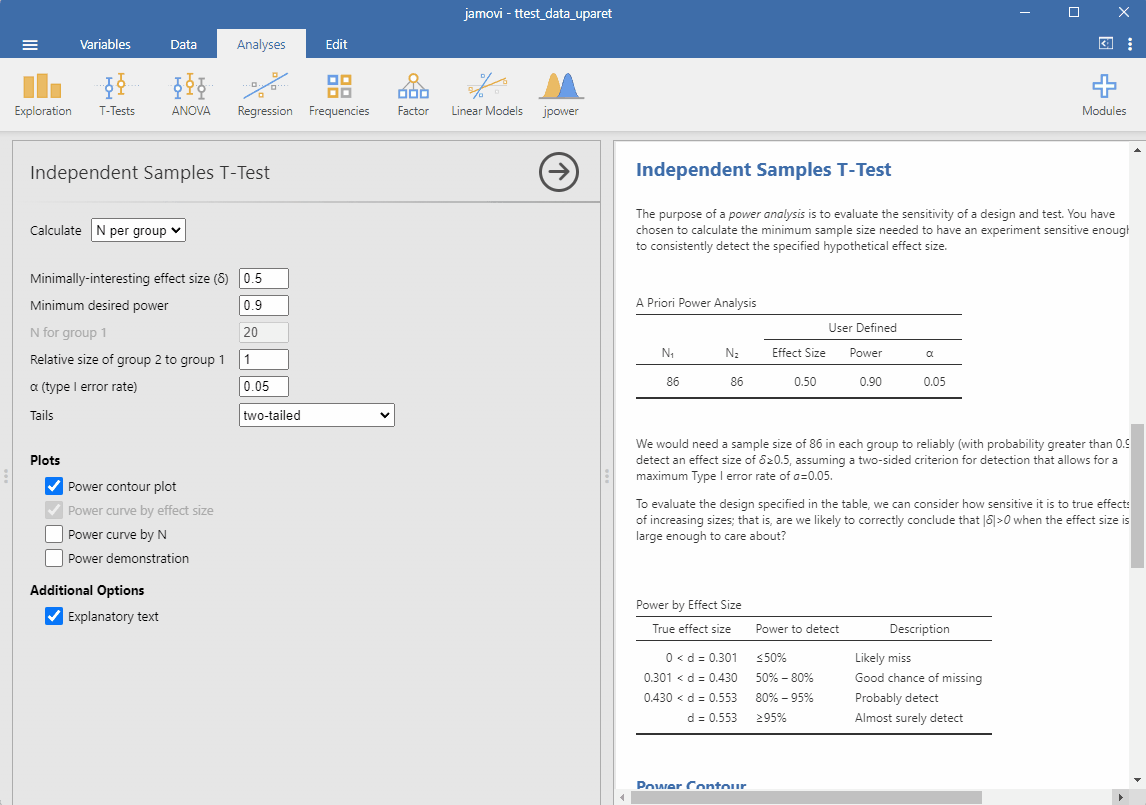 jamovi - ttest_data_uparet
Variables Data Analyses Edit
Exploration T-Tests ANOVA Regression Frequencies Factor Linear Models jpower Modules
Independent Samples T-Test
Calculate N per group
Minimally-interesting effect size (δ) 0.5
Minimum desired power 0.9
N for group 1 20
Relative size of group 2 to group 1 1
α (type I error rate) 0.05
Tails two-tailed
Plots
Power contour plot
Power curve by effect size
Power curve by N
Power demonstration
Additional Options
Explanatory text
Independent Samples T-Test
The purpose of a power analysis is to evaluate the sensitivity of a design and test. You have
chosen to calculate the minimum sample size needed to have an experiment sensitive enough
to consistently detect the specified hypothetical effect size.
A Priori Power Analysis
User Defined
N₁ N₂ Effect Size Power α
86 86 0.50 0.90 0.05
We would need a sample size of 86 in each group to reliably (with probability greater than 0.9
detect an effect size of δ≥0.5, assuming a two-sided criterion for detection that allows for a
maximum Type I error rate of α=0.05.
To evaluate the design specified in the table, we can consider how sensitive it is to true effects
of increasing sizes; that is, are we likely to correctly conclude that |δ|>0 when the effect size is
large enough to care about?
Power by Effect Size
True effect size Power to detect Description
0 < d = 0.301 ≤50% Likely miss
0.301 < d = 0.430 50% – 80% Good chance of missing
0.430 < d = 0.553 80% – 95% Probably detect
d = 0.553 ≥95% Almost surely detect
Power Contour